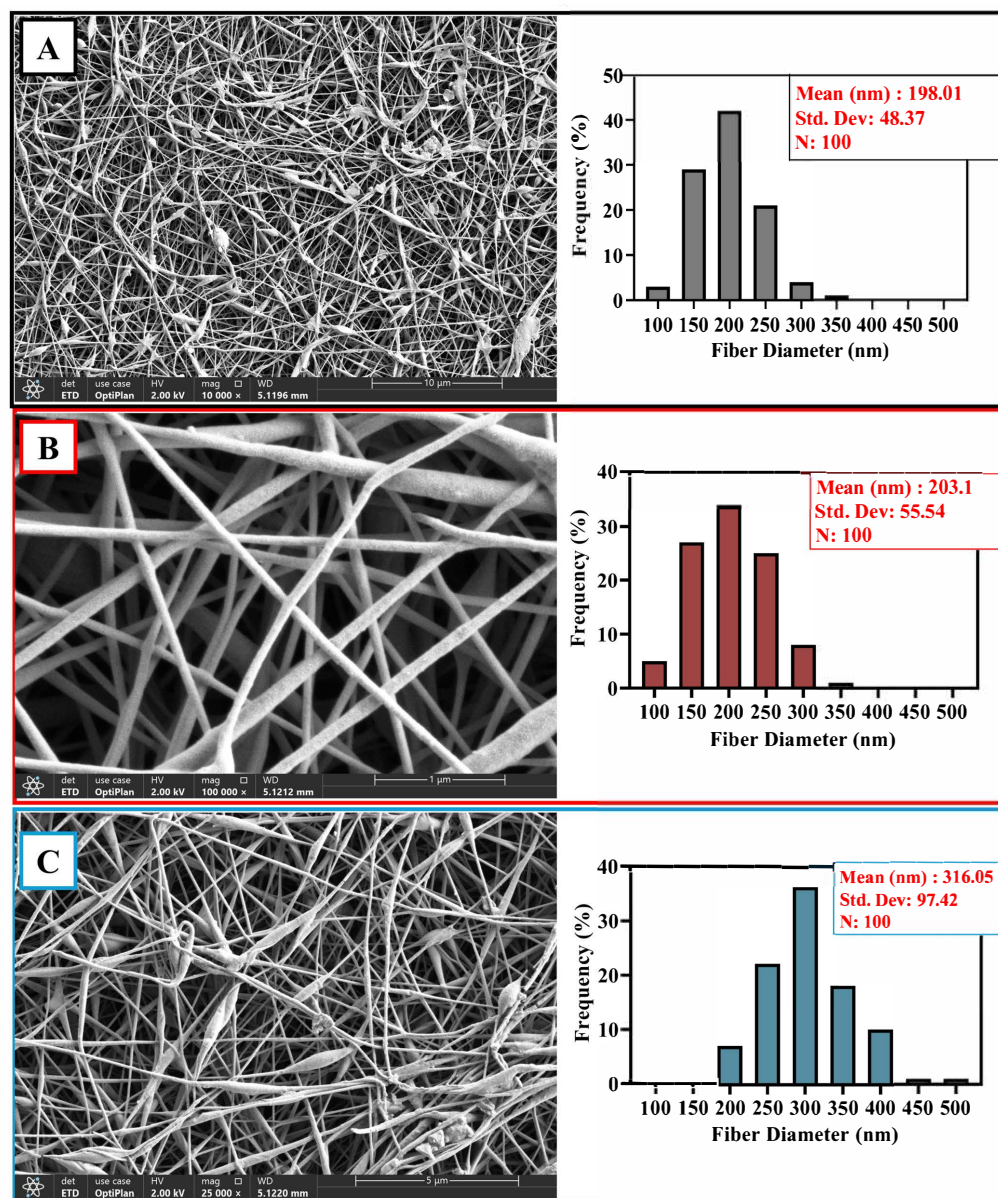 A
det use case HV mag □ WD
ETD OptiPlan 2.00 kV 10 000 × 5.1196 mm
10 µm
Mean (nm) : 198.01
Std. Dev: 48.37
N: 100
Frequency (%)
50
40
30
20
10
0
100 150 200 250 300 350 400 450 500
Fiber Diameter (nm)
B
det use case HV mag □ WD
ETD OptiPlan 2.00 kV 100 000 × 5.1212 mm
1 µm
Mean (nm) : 203.1
Std. Dev: 55.54
N: 100
Frequency (%)
40
30
20
10
0
100 150 200 250 300 350 400 450 500
Fiber Diameter (nm)
C
det use case HV mag □ WD
ETD OptiPlan 2.00 kV 25 000 × 5.1220 mm
5 µm
Mean (nm) : 316.05
Std. Dev: 97.42
N: 100
Frequency (%)
40
30
20
10
0
100 150 200 250 300 350 400 450 500
Fiber Diameter (nm)